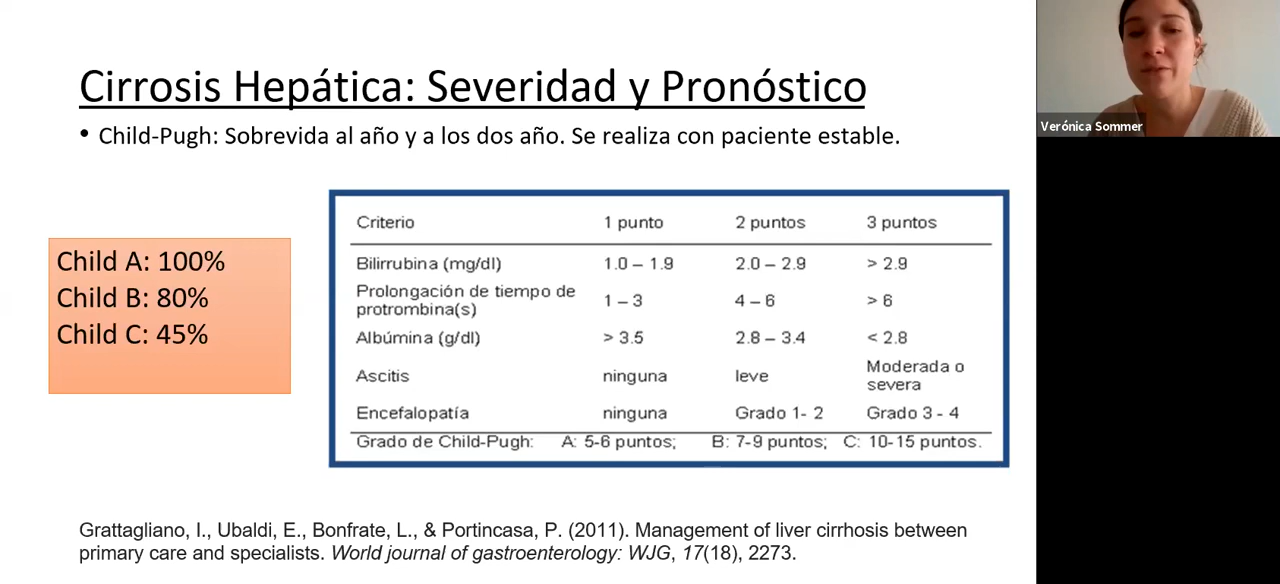 Cirrosis Hepática: Severidad y Pronóstico
• Child-Pugh: Sobrevida al año y a los dos año. Se realiza con paciente estable.
Child A: 100%
Child B: 80%
Child C: 45%
Criterio 1 punto 2 puntos 3 puntos
Bilirrubina (mg/dl) 1.0 – 1.9 2.0 – 2.9 > 2.9
Prolongación de tiempo de
protrombina(s) 1 – 3 4 – 6 > 6
Albúmina (g/dl) > 3.5 2.8 – 3.4 < 2.8
Ascitis ninguna leve Moderada o
severa
Encefalopatía ninguna Grado 1- 2 Grado 3 - 4
Grado de Child-Pugh: A: 5-6 puntos; B: 7-9 puntos; C: 10-15 puntos.
Grattagliano, I., Ubaldi, E., Bonfrate, L., & Portincasa, P. (2011). Management of liver cirrhosis between
primary care and specialists. World journal of gastroenterology: WJG, 17(18), 2273.
Verónica Sommer